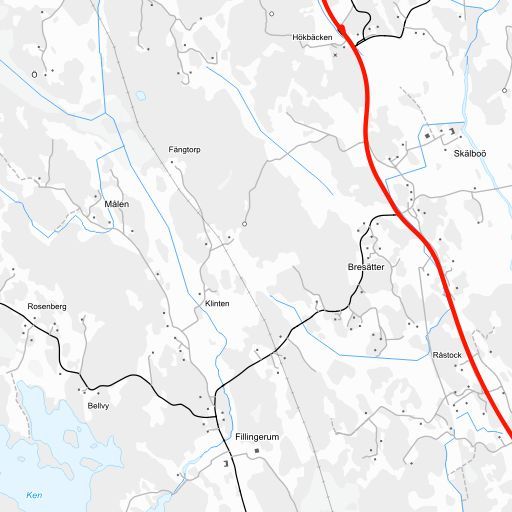 Hökbäcken
Ö
Fängtorp
Skälboö
Målen
Bresätter
Rosenberg
Klinten
Råstock
Bellvy
Fillingerum
Ken